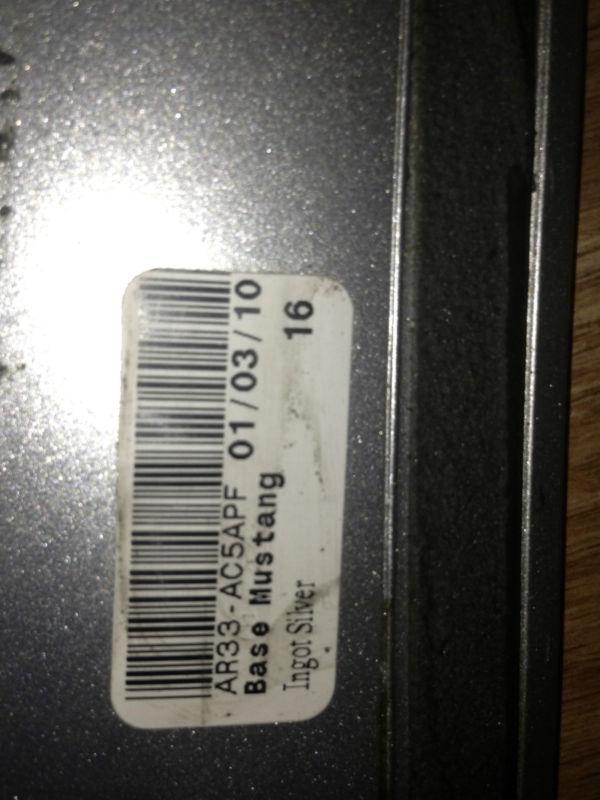 AR33-AC5APF 01/03/10
Base Mustang
Ingot Silver 16